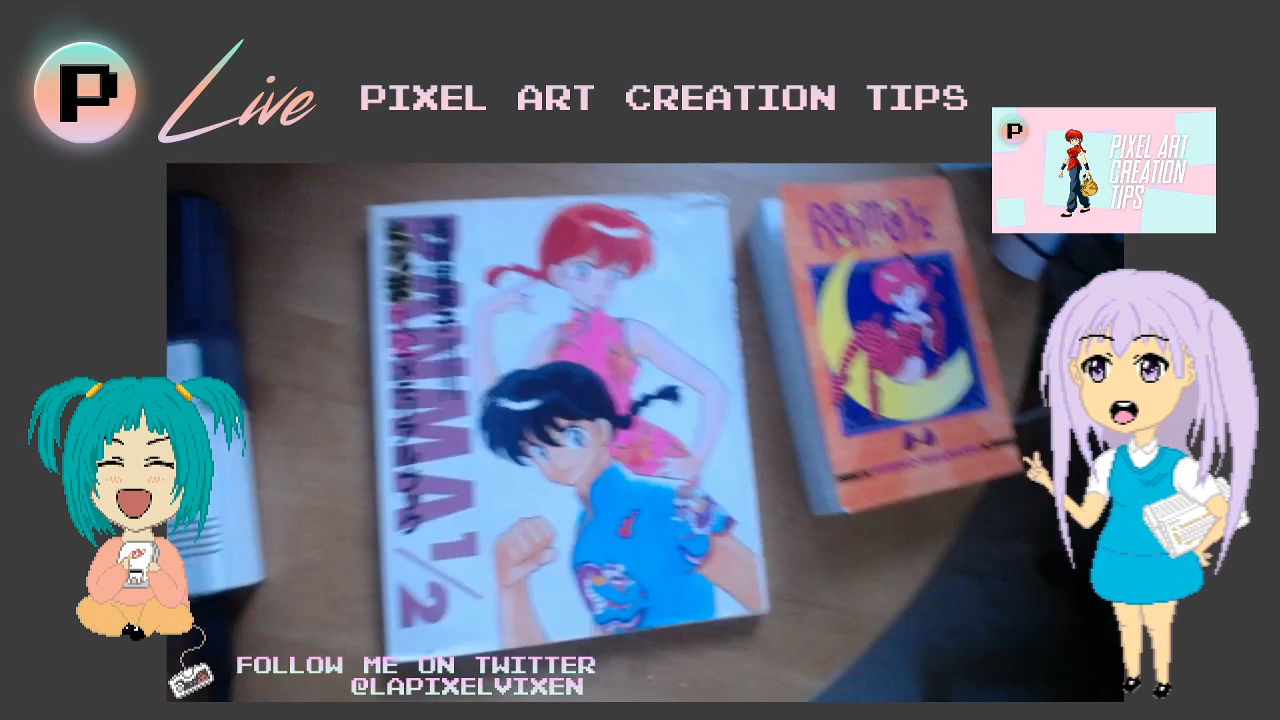 P Live PIXEL ART CREATION TIPS
P
PIXEL ART
CREATION
TIPS
RANMA 1/2
Ranma ½
FOLLOW ME ON TWITTER
@LAPIXELVIXEN